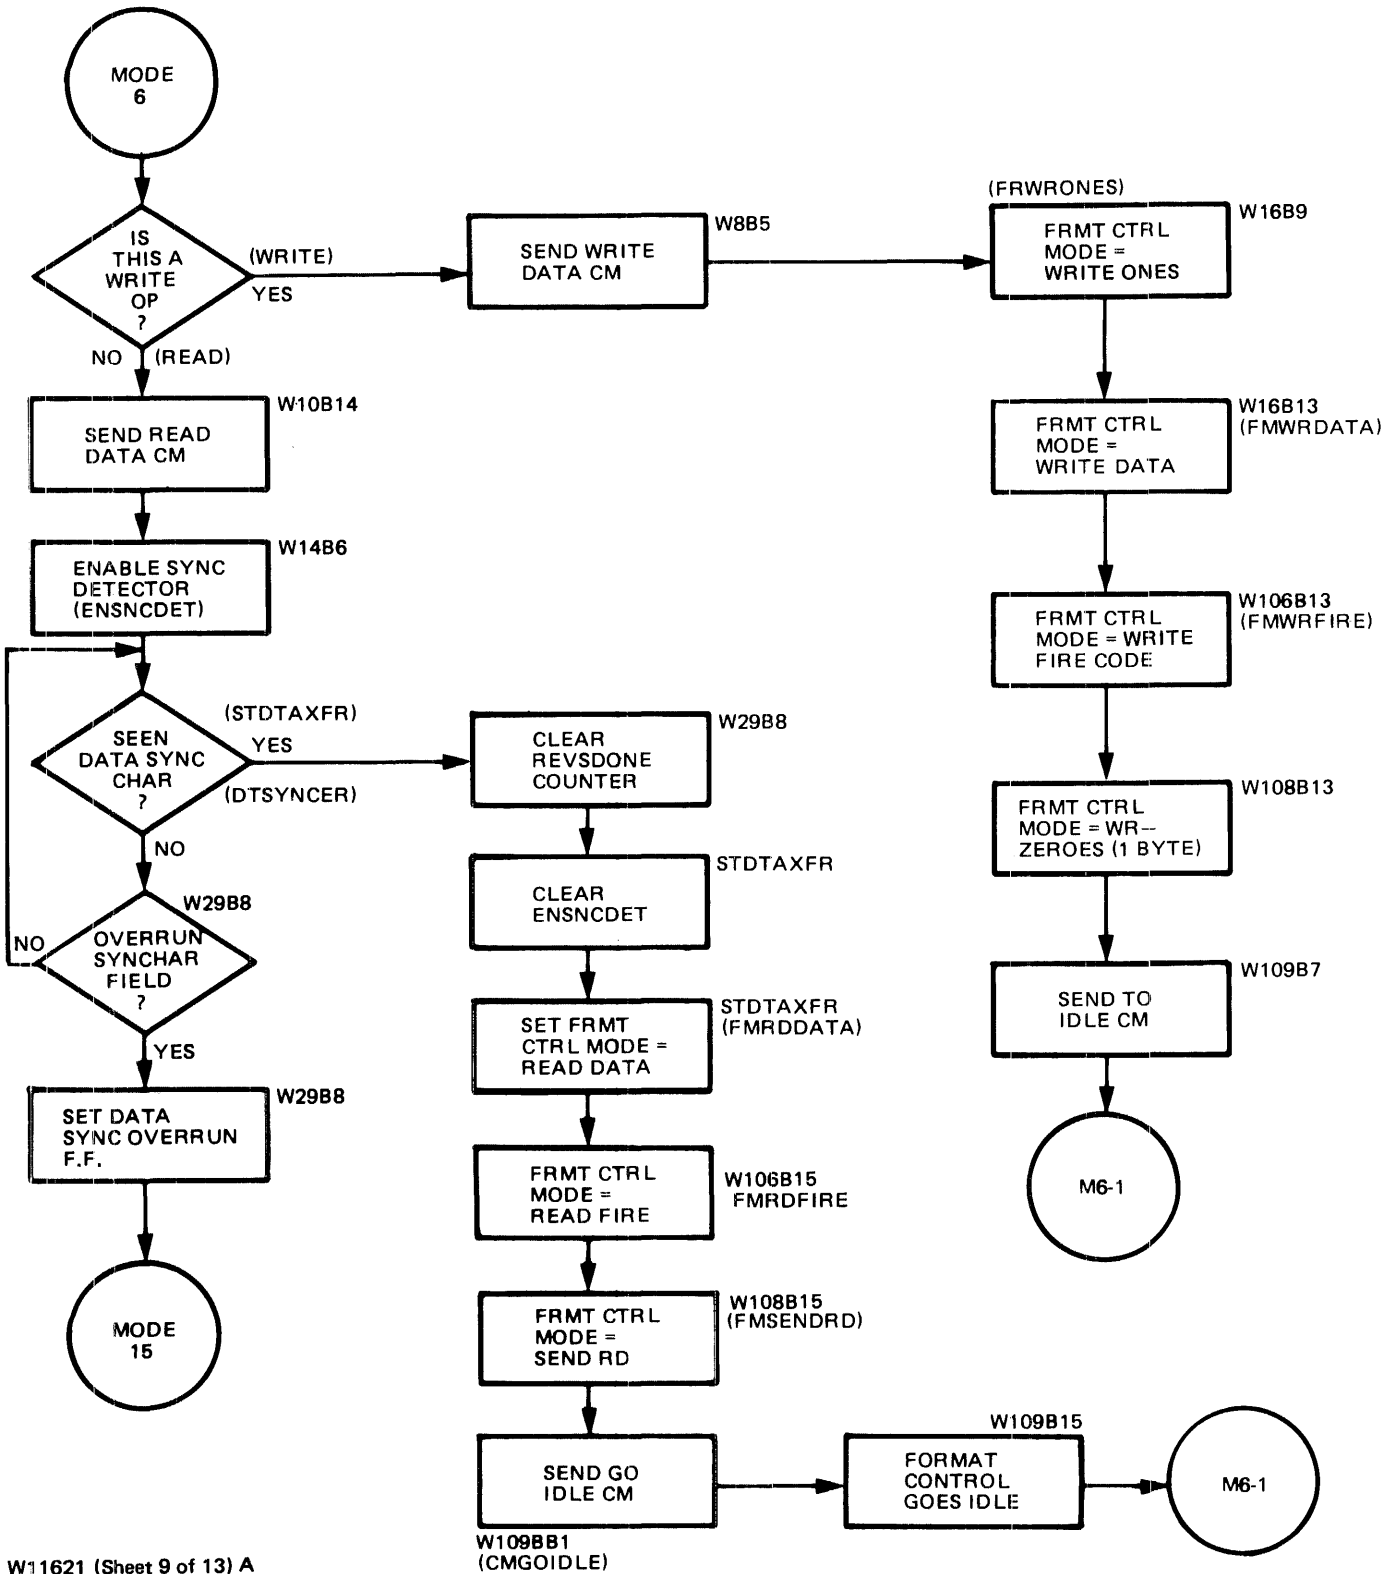 MODE
6
IS
THIS A
WRITE
OP
?
(WRITE)
YES
NO (READ)
SEND WRITE
DATA CM
W8B5
(FRWRONES)
FRMT CTRL
MODE =
WRITE ONES
W16B9
FRMT CTRL
MODE =
WRITE DATA
W16B13
(FMWRDATA)
FRMT CTRL
MODE = WRITE
FIRE CODE
W106B13
(FMWRFIRE)
FRMT CTRL
MODE = WR--
ZEROES (1 BYTE)
W108B13
SEND TO
IDLE CM
W109B7
M6-1
SEND READ
DATA CM
W10B14
ENABLE SYNC
DETECTOR
(ENSNCDET)
W14B6
SEEN
DATA SYNC
CHAR
?
(STDTAXFR)
YES
(DTSYNCER)
NO
W29B8
OVERRUN
SYNCHAR
FIELD
?
NO
YES
SET DATA
SYNC OVERRUN
F.F.
W29B8
MODE
15
CLEAR
REVSDONE
COUNTER
W29B8
CLEAR
ENSNCDET
STDTAXFR
SET FRMT
CTRL MODE =
READ DATA
STDTAXFR
(FMRDDATA)
FRMT CTRL
MODE =
READ FIRE
W106B15
FMRDFIRE
FRMT CTRL
MODE =
SEND RD
W108B15
(FMSENDRD)
SEND GO
IDLE CM
W109BB1
(CMGOIDLE)
W109B15
FORMAT
CONTROL
GOES IDLE
M6-1
W11621 (Sheet 9 of 13) A